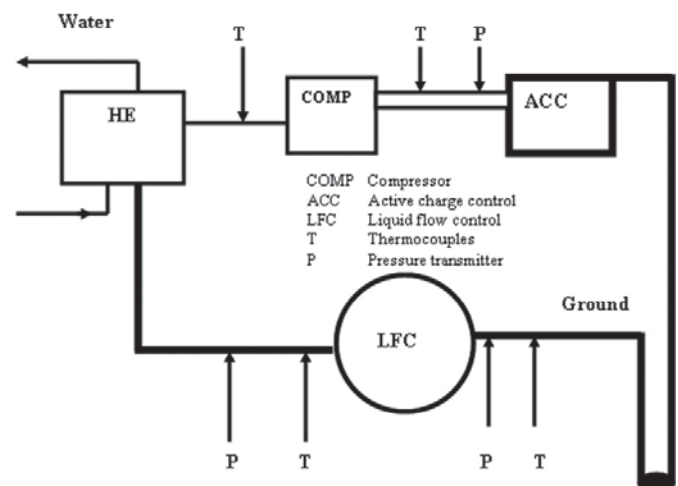 Water
T
T
P
HE
COMP
ACC
COMP Compressor
ACC Active charge control
LFC Liquid flow control
T Thermocouples
P Pressure transmitter
Ground
LFC
P
T
P
T